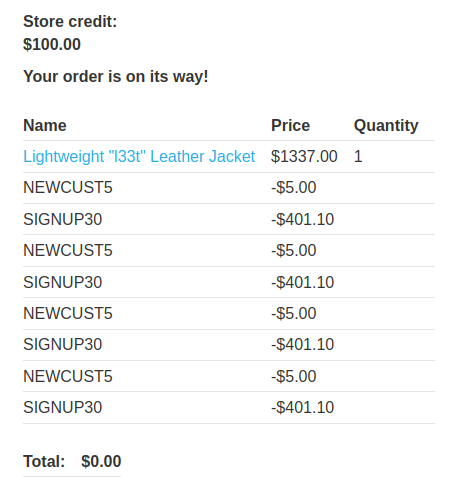 Store credit:
$100.00
Your order is on its way!
Name Price Quantity
Lightweight "l33t" Leather Jacket $1337.00 1
NEWCUST5 -$5.00
SIGNUP30 -$401.10
NEWCUST5 -$5.00
SIGNUP30 -$401.10
NEWCUST5 -$5.00
SIGNUP30 -$401.10
NEWCUST5 -$5.00
SIGNUP30 -$401.10
Total: $0.00